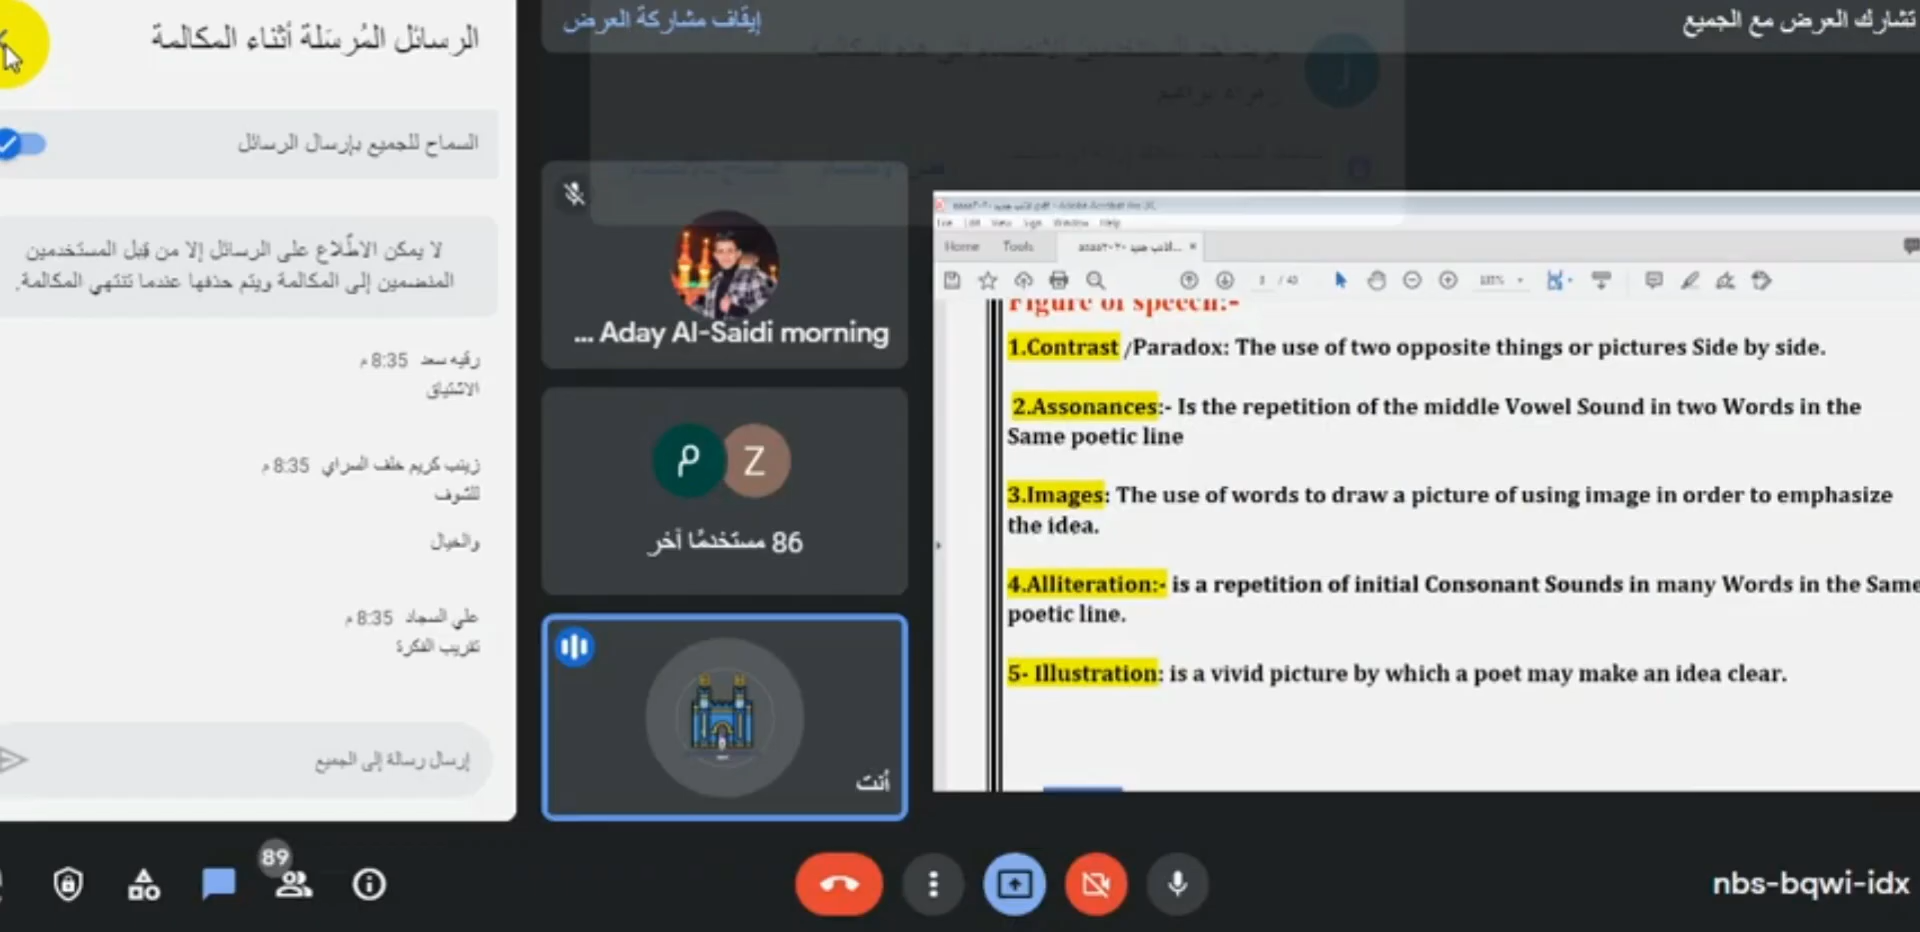 الرسائل المُرسَلة أثناء المكالمة
السماح للجميع بإرسال الرسائل
لا يمكن الاطّلاع على الرسائل إلا من قِبل المستخدمين
المنضمين إلى المكالمة ويتم حذفها عندما تنتهي المكالمة.
رقيه سعد 8:35 م
الاشتياق
زينب كريم خلف السراي 8:35 م
للشوف
والخيال
علي السجاد 8:35 م
تقريب الفكرة
إرسال رسالة إلى الجميع
إيقاف مشاركة العرض
تشارك العرض مع الجميع
... Aday Al-Saidi morning
م
Z
86 مستخدمًا آخر
أنت
Home Tools
Figure of speech:-
1.Contrast /Paradox: The use of two opposite things or pictures Side by side.
2.Assonances:- Is the repetition of the middle Vowel Sound in two Words in the
Same poetic line
3.Images: The use of words to draw a picture of using image in order to emphasize
the idea.
4.Alliteration:- is a repetition of initial Consonant Sounds in many Words in the Same
poetic line.
5- Illustration: is a vivid picture by which a poet may make an idea clear.
89
nbs-bqwi-idx